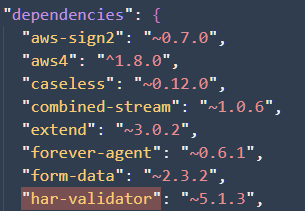 "dependencies": {
"aws-sign2": "~0.7.0",
"aws4": "^1.8.0",
"caseless": "~0.12.0",
"combined-stream": "~1.0.6",
"extend": "~3.0.2",
"forever-agent": "~0.6.1",
"form-data": "~2.3.2",
"har-validator": "~5.1.3",